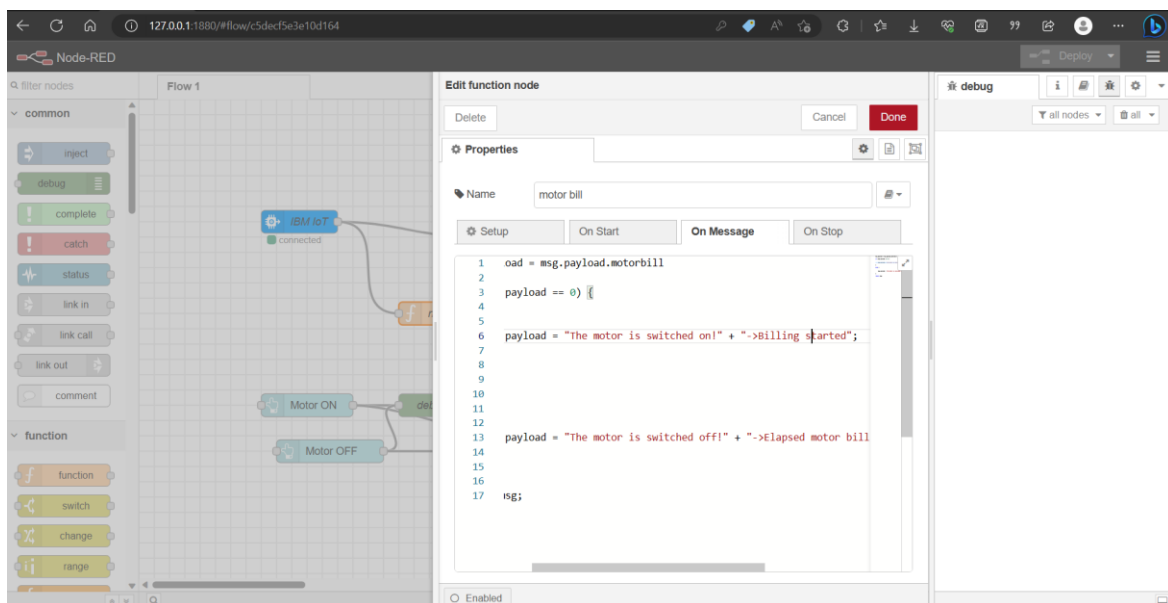 127.0.0.1:1880/#flow/c5decf5e3e10d164
Node-RED
Deploy
filter nodes
Flow 1
Edit function node
debug
i
common
Delete
Cancel
Done
all nodes
all
inject
Properties
debug
Name
motor bill
complete
IBM IoT
Setup
On Start
On Message
On Stop
catch
connected
status
1 oad = msg.payload.motorbill
2
3 payload == 0) {
link in
4
5
link call
6 payload = "The motor is switched on!" + "->Billing started";
7
link out
8
9
comment
Motor ON
deb
10
11
12
function
13 payload = "The motor is switched off!" + "->Elapsed motor bill
Motor OFF
14
15
function
16
17 sg;
switch
change
range
Enabled